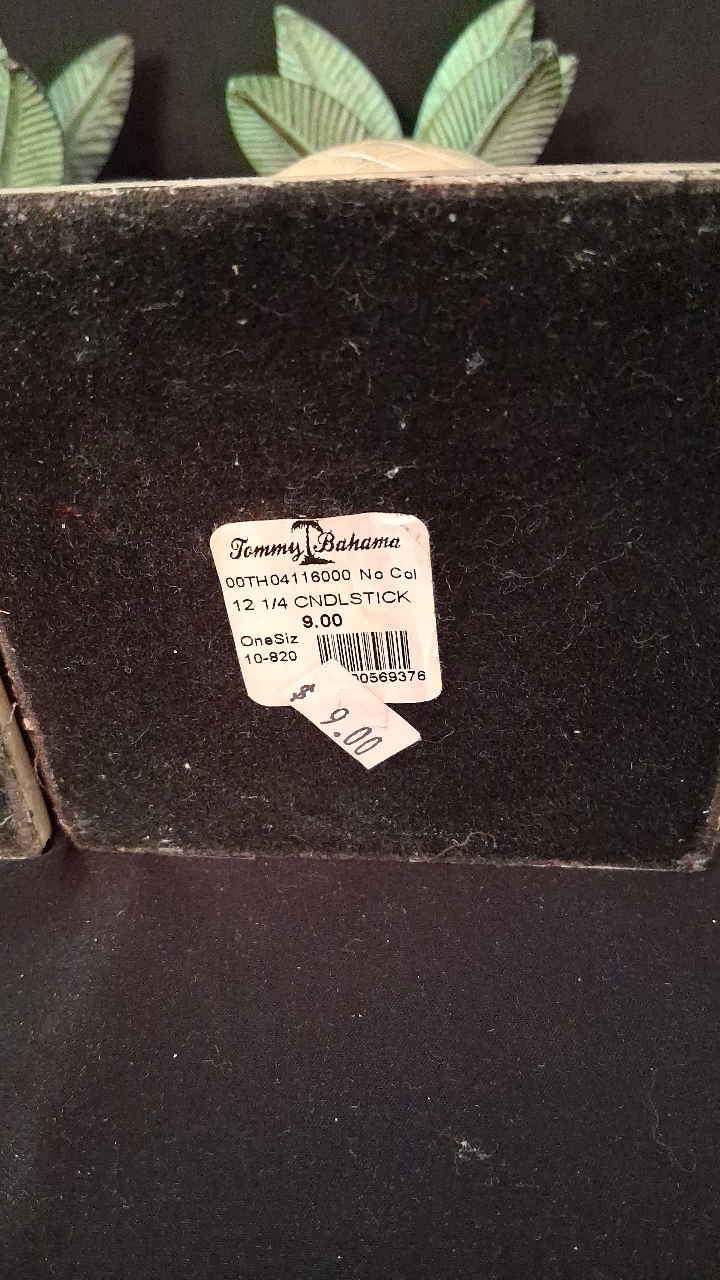 Tommy Bahama
00TH04116000 No Col
12 1/4 CNDLSTICK
9.00
OneSiz
10-820
00569376
$ 9.00